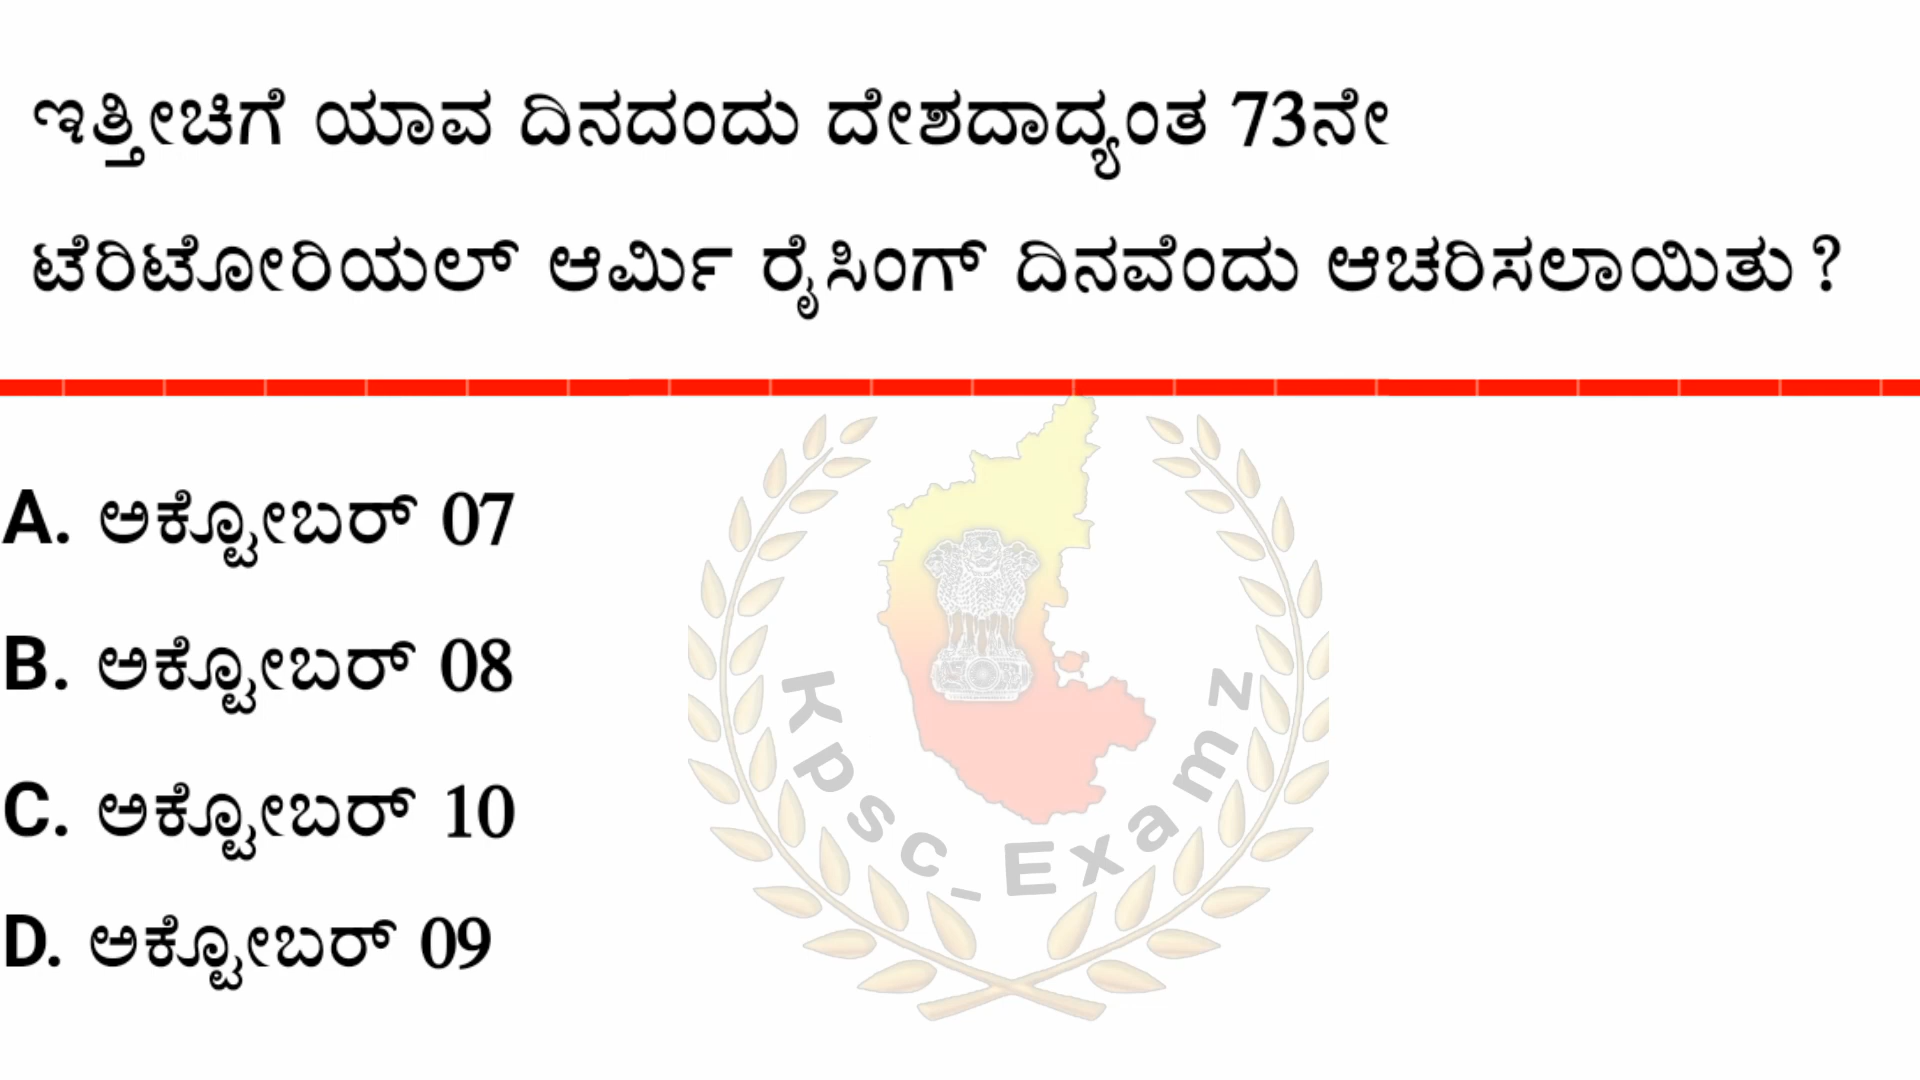 ಇತ್ತೀಚಿಗೆ ಯಾವ ದಿನದಂದು ದೇಶದಾದ್ಯಂತ 73ನೇ
ಟೆರಿಟೋರಿಯಲ್ ಆರ್ಮಿ ರೈಸಿಂಗ್ ದಿನವೆಂದು ಆಚರಿಸಲಾಯಿತು ?
A. ಅಕ್ಟೋಬರ್ 07
B. ಅಕ್ಟೋಬರ್ 08
C. ಅಕ್ಟೋಬರ್ 10
D. ಅಕ್ಟೋಬರ್ 09
Kpsc_Examz